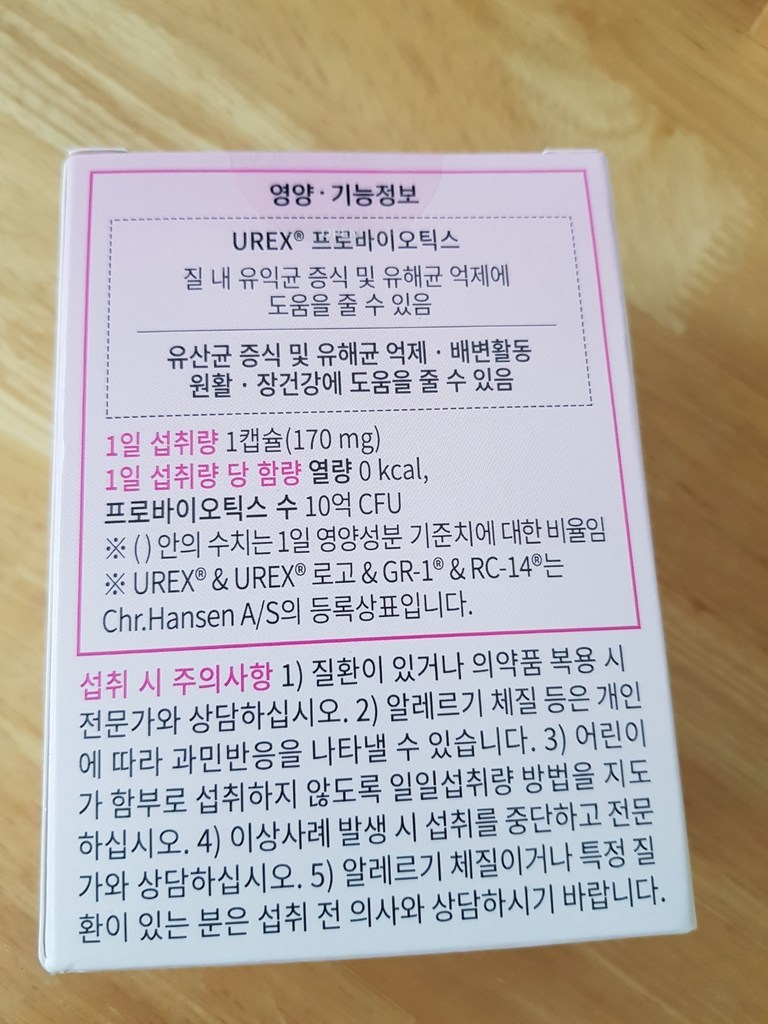 영양 · 기능정보
UREX® 프로바이오틱스
질 내 유익균 증식 및 유해균 억제에
도움을 줄 수 있음
유산균 증식 및 유해균 억제 · 배변활동
원활 · 장건강에 도움을 줄 수 있음
1일 섭취량 1캡슐(170 mg)
1일 섭취량 당 함량 열량 0 kcal,
프로바이오틱스 수 10억 CFU
※ ( ) 안의 수치는 1일 영양성분 기준치에 대한 비율임
※ UREX® & UREX® 로고 & GR-1® & RC-14®는
Chr.Hansen A/S의 등록상표입니다.
섭취 시 주의사항 1) 질환이 있거나 의약품 복용 시
전문가와 상담하십시오. 2) 알레르기 체질 등은 개인
에 따라 과민반응을 나타낼 수 있습니다. 3) 어린이
가 함부로 섭취하지 않도록 일일섭취량 방법을 지도
하십시오. 4) 이상사례 발생 시 섭취를 중단하고 전문
가와 상담하십시오. 5) 알레르기 체질이거나 특정 질
환이 있는 분은 섭취 전 의사와 상담하시기 바랍니다.